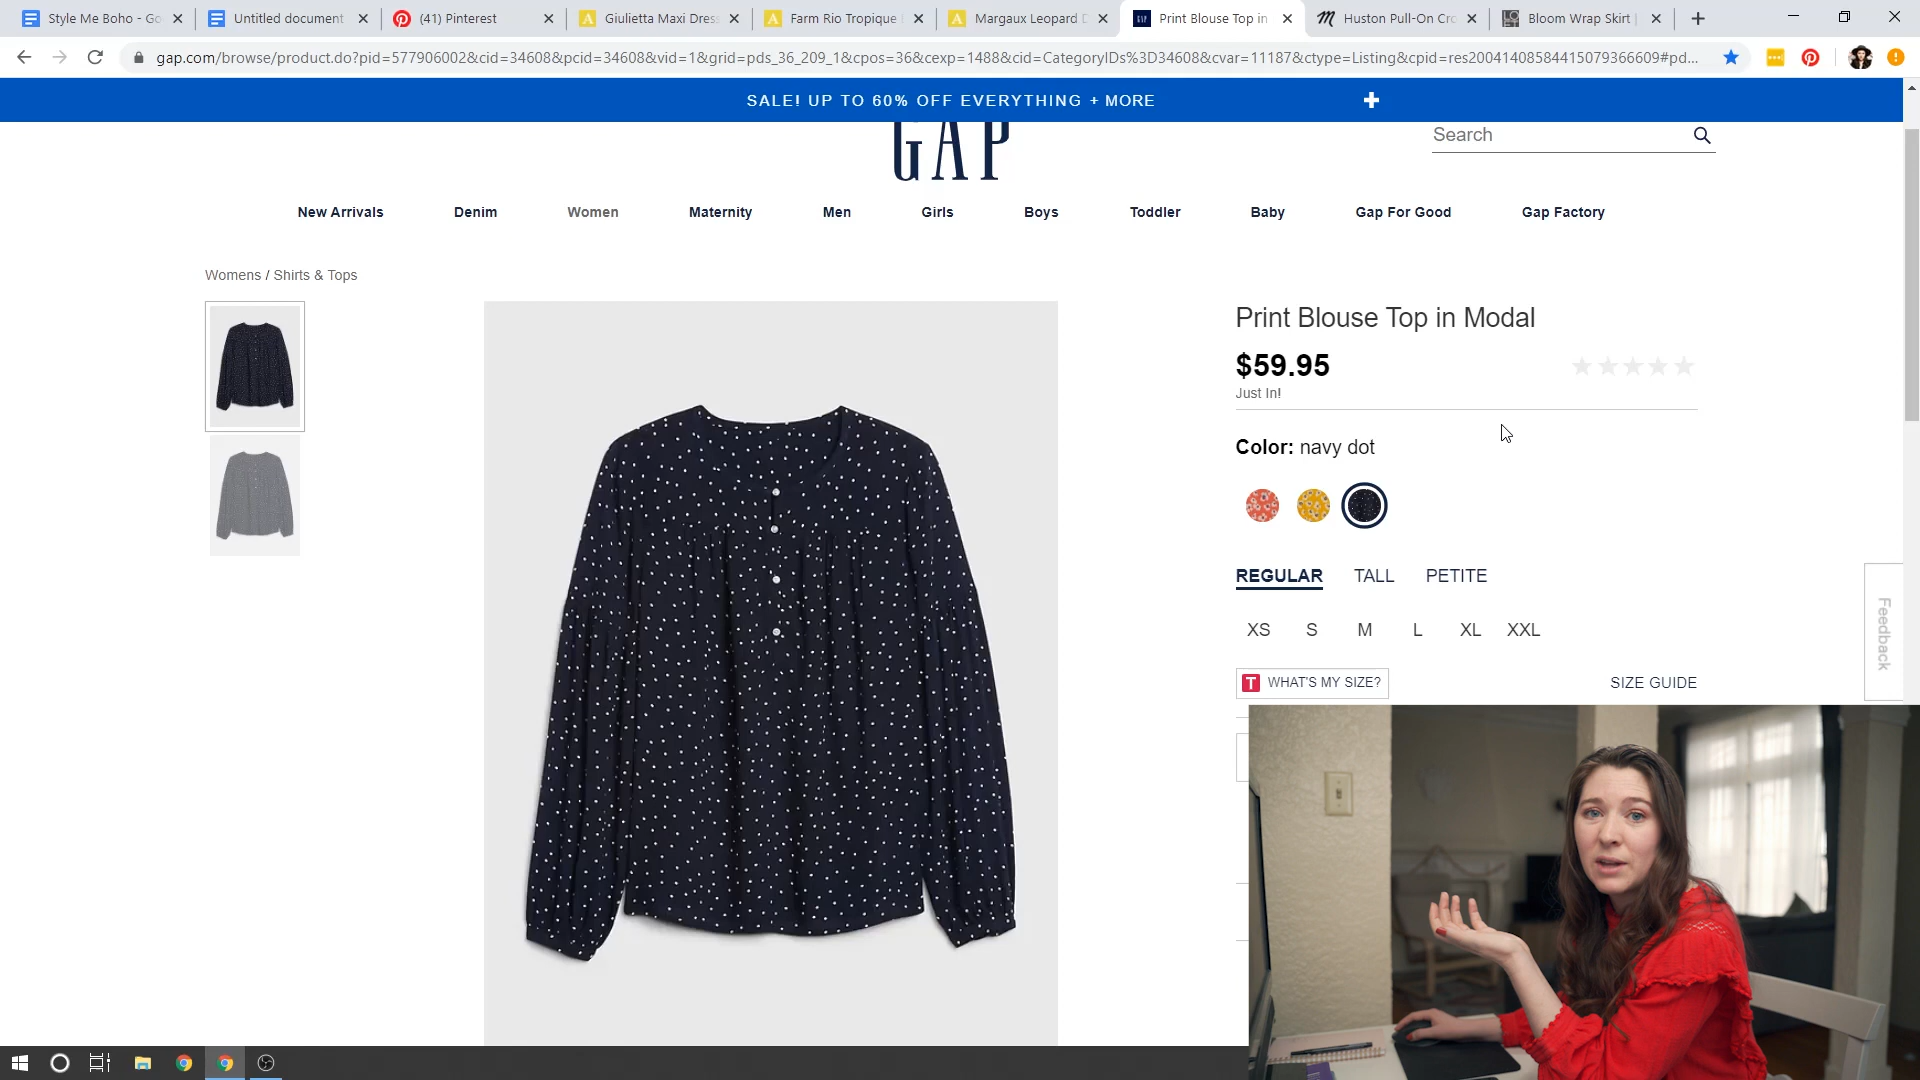 Style Me Boho - Go
Untitled document
(41) Pinterest
Giulietta Maxi Dres
Farm Rio Tropique
Margaux Leopard D
Print Blouse Top in
Huston Pull-On Cro
Bloom Wrap Skirt |
gap.com/browse/product.do?pid=577906002&cid=34608&pcid=34608&vid=1&grid=pds_36_209_1&cpos=36&cexp=1488&cid=CategoryIDs%3D34608&cvar=11187&ctype=Listing&cpid=res20041408584415079366609#pd...
SALE! UP TO 60% OFF EVERYTHING + MORE
GAP
Search
New Arrivals
Denim
Women
Maternity
Men
Girls
Boys
Toddler
Baby
Gap For Good
Gap Factory
Womens / Shirts & Tops
Print Blouse Top in Modal
$59.95
Just In!
Color: navy dot
REGULAR TALL PETITE
XS S M L XL XXL
T WHAT'S MY SIZE?
SIZE GUIDE
Feedback